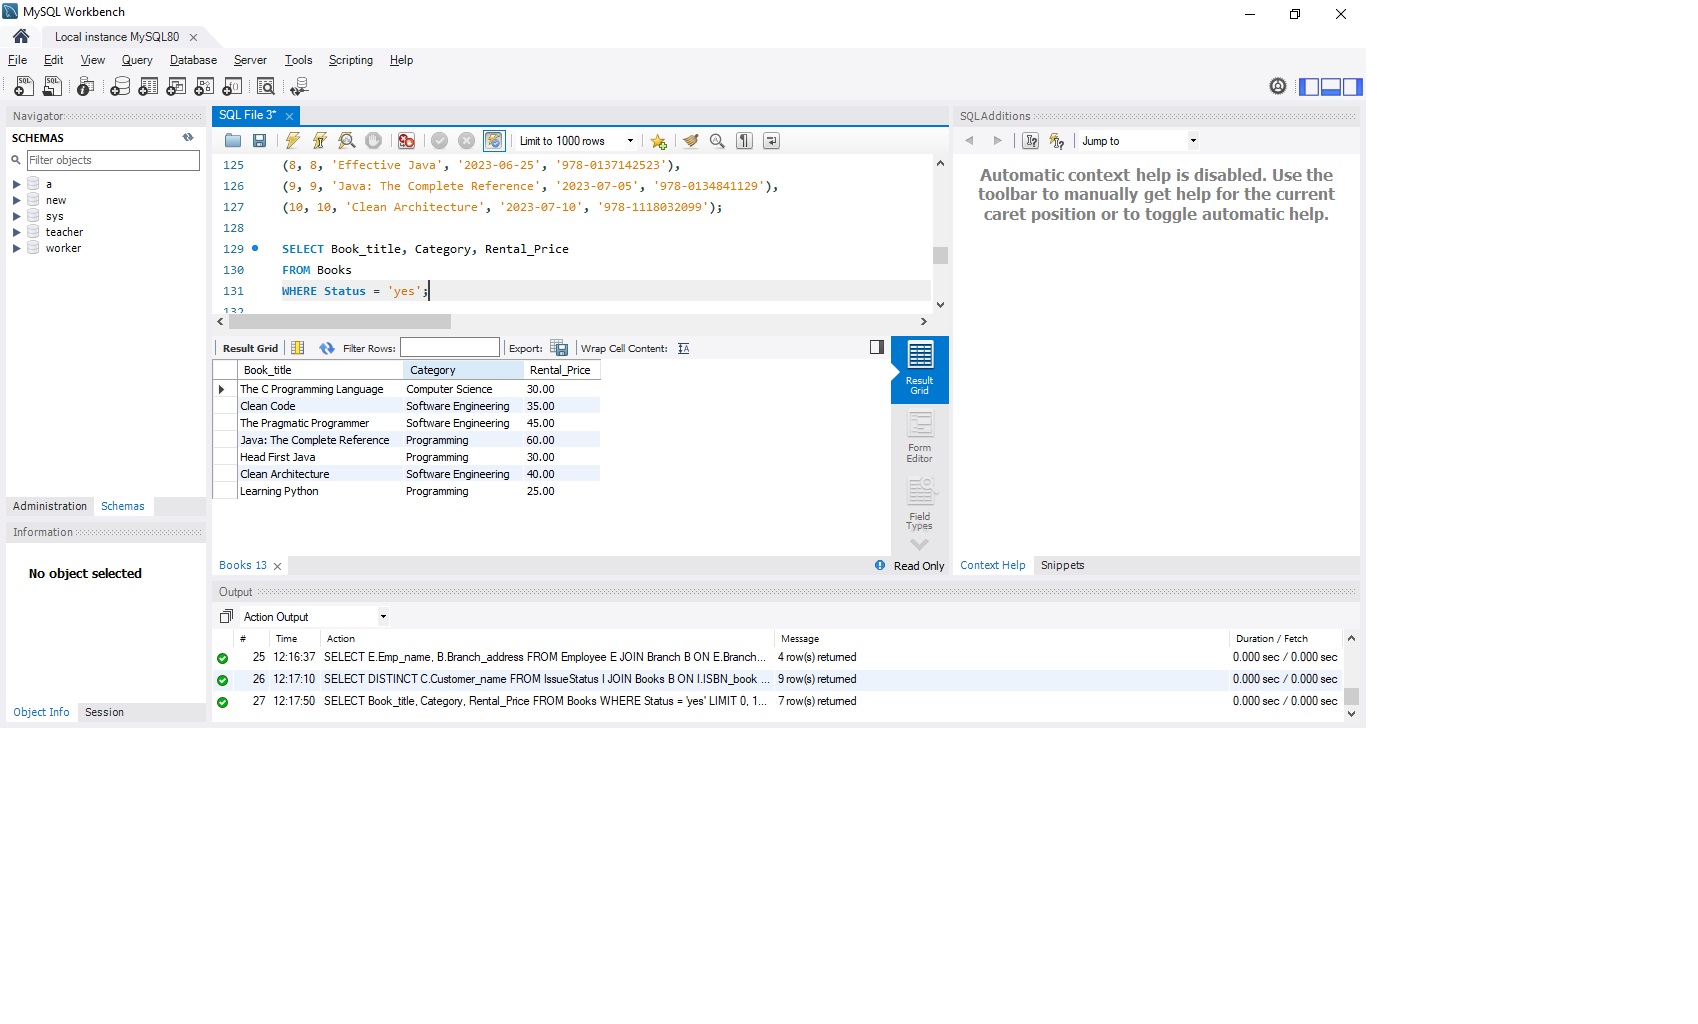 MySQL Workbench
Local instance MySQL80
File Edit View Query Database Server Tools Scripting Help
Navigator
SCHEMAS
Filter objects
a
new
sys
teacher
worker
Administration Schemas
Information
No object selected
Object Info Session
SQL File 3*
Limit to 1000 rows
125 (8, 8, 'Effective Java', '2023-06-25', '978-0137142523'),
126 (9, 9, 'Java: The Complete Reference', '2023-07-05', '978-0134841129'),
127 (10, 10, 'Clean Architecture', '2023-07-10', '978-1118032099');
128
129 SELECT Book_title, Category, Rental_Price
130 FROM Books
131 WHERE Status = 'yes';
132
Result Grid Filter Rows: Export: Wrap Cell Content:
Book_title Category Rental_Price
The C Programming Language Computer Science 30.00
Clean Code Software Engineering 35.00
The Pragmatic Programmer Software Engineering 45.00
Java: The Complete Reference Programming 60.00
Head First Java Programming 30.00
Clean Architecture Software Engineering 40.00
Learning Python Programming 25.00
Result
Grid
Form
Editor
Field
Types
Books 13 Read Only
SQLAdditions
Jump to
Automatic context help is disabled. Use the
toolbar to manually get help for the current
caret position or to toggle automatic help.
Context Help Snippets
Output
Action Output
# Time Action Message Duration / Fetch
25 12:16:37 SELECT E.Emp_name, B.Branch_address FROM Employee E JOIN Branch B ON E.Branch... 4 row(s) returned 0.000 sec / 0.000 sec
26 12:17:10 SELECT DISTINCT C.Customer_name FROM IssueStatus I JOIN Books B ON I.ISBN_book ... 9 row(s) returned 0.000 sec / 0.000 sec
27 12:17:50 SELECT Book_title, Category, Rental_Price FROM Books WHERE Status = 'yes' LIMIT 0, 1... 7 row(s) returned 0.000 sec / 0.000 sec